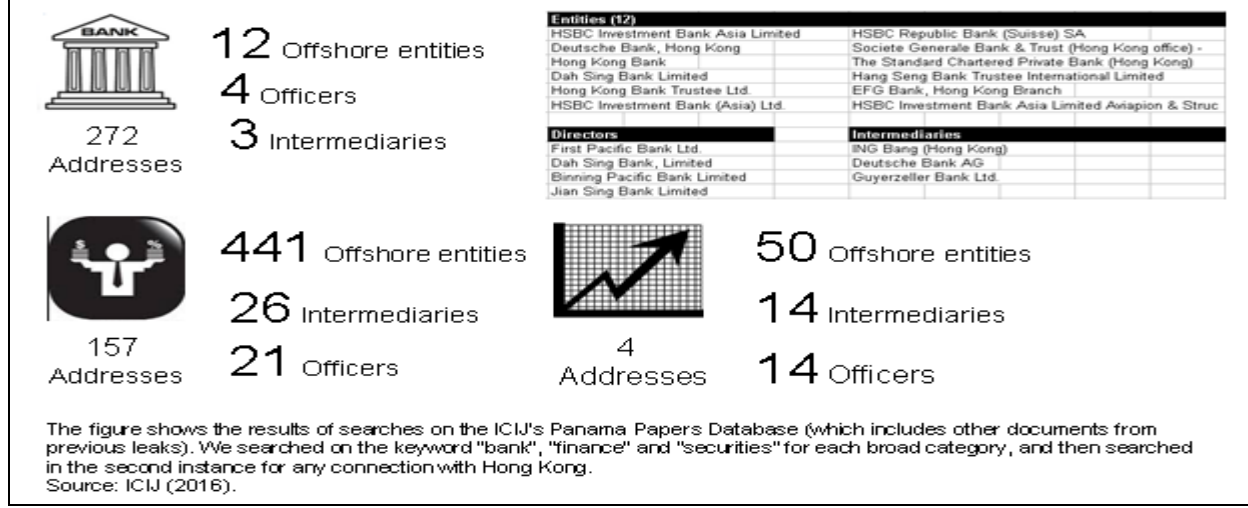 BANK
272
Addresses
12 Offshore entities
4 Officers
3 Intermediaries
Entities (12)
HSBC Investment Bank Asia Limited HSBC Republic Bank (Suisse) SA
Deutsche Bank, Hong Kong Societe Generale Bank & Trust (Hong Kong office) -
Hong Kong Bank The Standard Chartered Private Bank (Hong Kong)
Dah Sing Bank Limited Hang Seng Bank Trustee International Limited
Hong Kong Bank Trustee Ltd. EFG Bank, Hong Kong Branch
HSBC Investment Bank (Asia) Ltd. HSBC Investment Bank Asia Limited Aviapion & Struc
Directors Intermediaries
First Pacific Bank Ltd. ING Bang (Hong Kong)
Dah Sing Bank, Limited Deutsche Bank AG
Binning Pacific Bank Limited Guyerzeller Bank Ltd.
Jian Sing Bank Limited
$ %
157
Addresses
441 Offshore entities
26 Intermediaries
21 Officers
4
Addresses
50 Offshore entities
14 Intermediaries
14 Officers
The figure shows the results of searches on the ICIJ's Panama Papers Database (which includes other documents from
previous leaks). We searched on the keyword "bank", "finance" and "securities" for each broad category, and then searched
in the second instance for any connection with Hong Kong.
Source: ICIJ (2016).